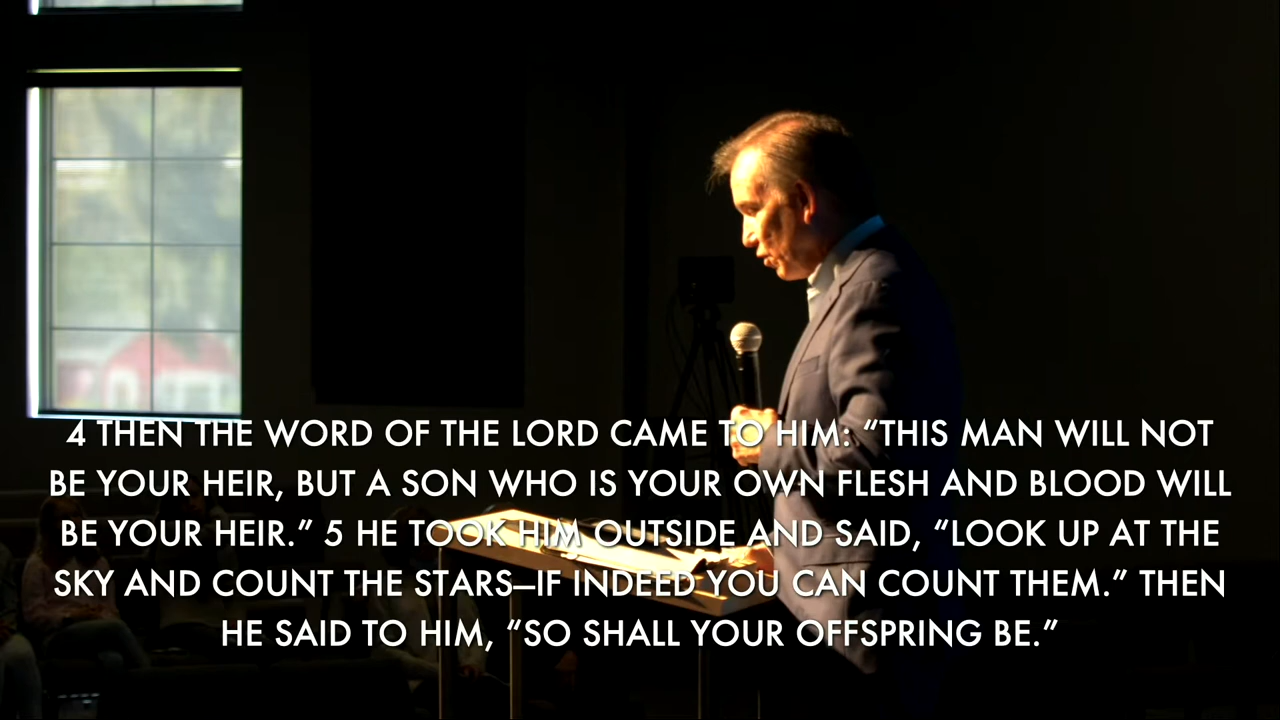 4 THEN THE WORD OF THE LORD CAME TO HIM: “THIS MAN WILL NOT
BE YOUR HEIR, BUT A SON WHO IS YOUR OWN FLESH AND BLOOD WILL
BE YOUR HEIR.” 5 HE TOOK HIM OUTSIDE AND SAID, “LOOK UP AT THE
SKY AND COUNT THE STARS—IF INDEED YOU CAN COUNT THEM.” THEN
HE SAID TO HIM, “SO SHALL YOUR OFFSPRING BE.”